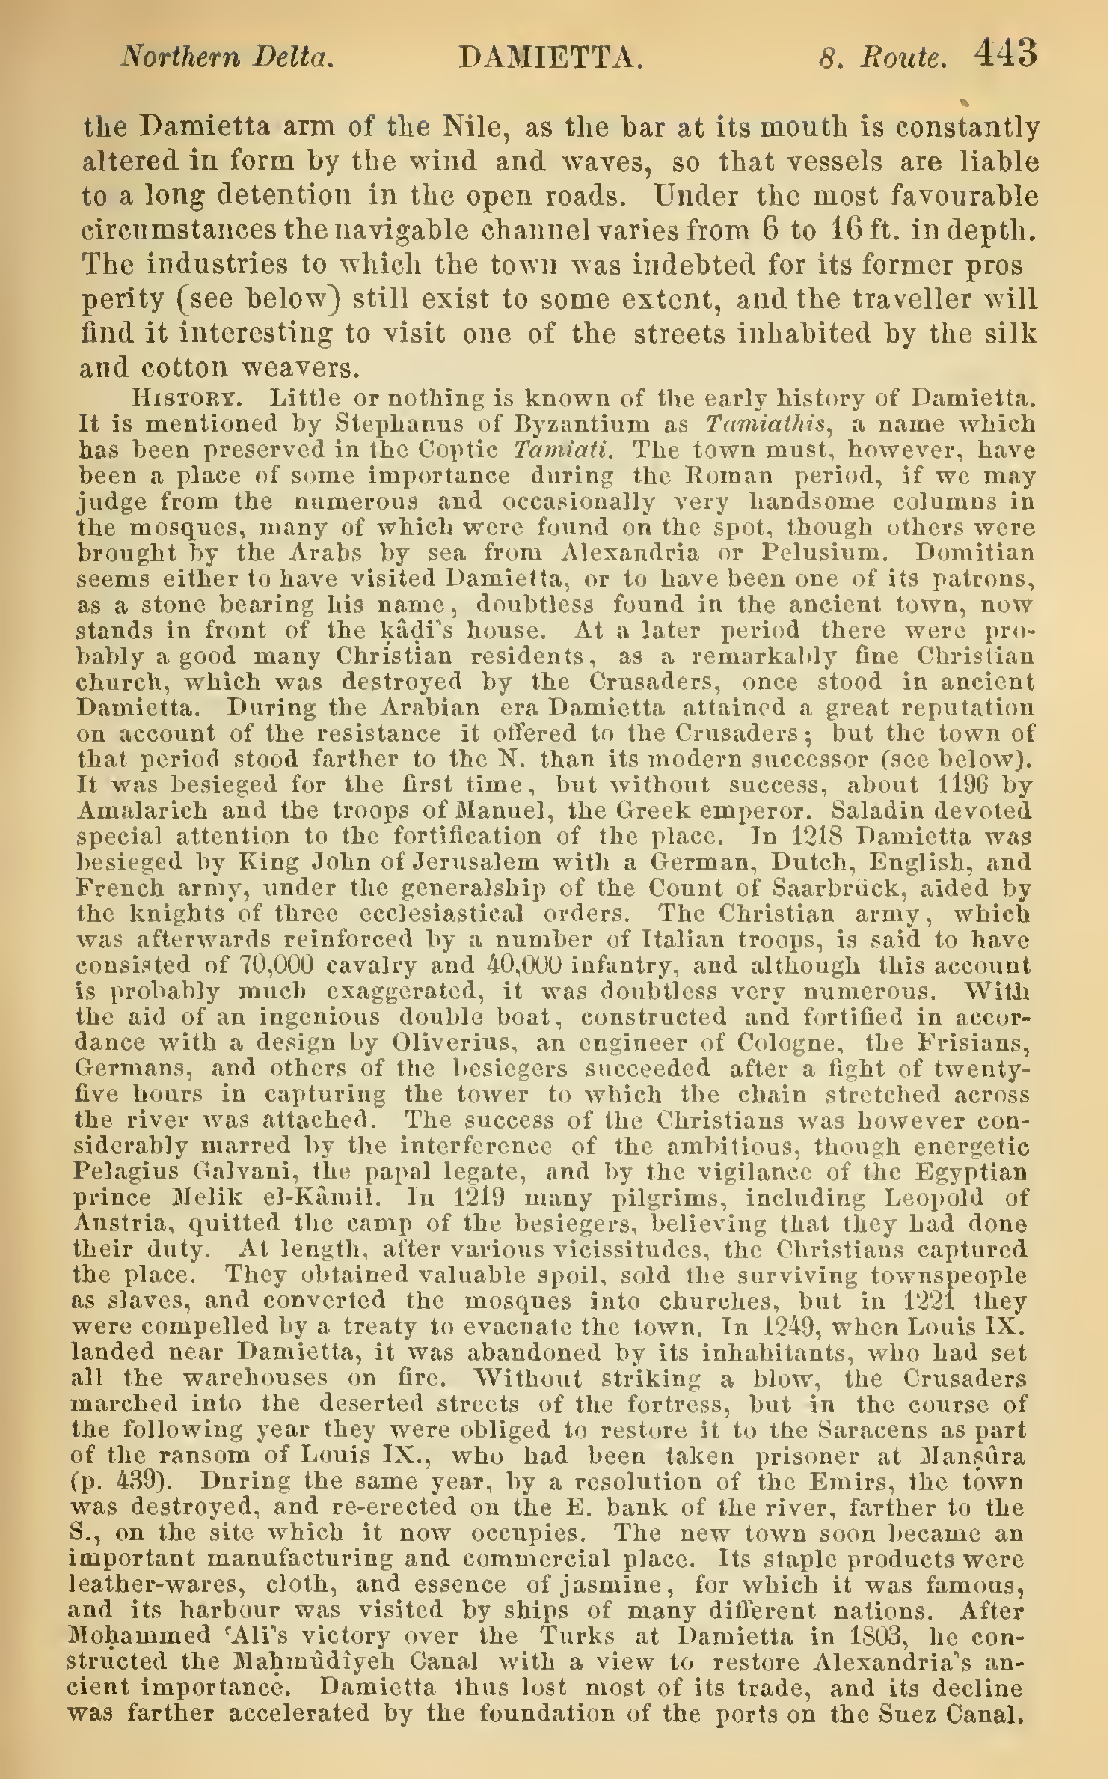 Northern Delta. DAMIETTA. 8. Route. 443
the Damietta arm of the Nile, as the bar at its mouth is constantly
altered in form by the wind and waves, so that vessels are liable
to a long detention in the open roads. Under the most favourable
circumstances the navigable channel varies from 6 to 16 ft. in depth.
The industries to which the town was indebted for its former pros
perity (see below) still exist to some extent, and the traveller will
find it interesting to visit one of the streets inhabited by the silk
and cotton weavers.
HISTORY. Little or nothing is known of the early history of Damietta.
It is mentioned by Stephanus of Byzantium as Tamiathis, a name which
has been preserved in the Coptic Tamiati. The town must, however, have
been a place of some importance during the Roman period, if we may
judge from the numerous and occasionally very handsome columns in
the mosques, many of which were found on the spot, though others were
brought by the Arabs by sea from Alexandria or Pelusium. Domitian
seems either to have visited Damietta, or to have been one of its patrons,
as a stone bearing his name, doubtless found in the ancient town, now
stands in front of the ḳâḍi's house. At a later period there were pro-
bably a good many Christian residents, as a remarkably fine Christian
church, which was destroyed by the Crusaders, once stood in ancient
Damietta. During the Arabian era Damietta attained a great reputation
on account of the resistance it offered to the Crusaders; but the town of
that period stood farther to the N. than its modern successor (see below).
It was besieged for the first time, but without success, about 1196 by
Amalarich and the troops of Manuel, the Greek emperor. Saladin devoted
special attention to the fortification of the place. In 1218 Damietta was
besieged by King John of Jerusalem with a German, Dutch, English, and
French army, under the generalship of the Count of Saarbrück, aided by
the knights of three ecclesiastical orders. The Christian army, which
was afterwards reinforced by a number of Italian troops, is said to have
consisted of 70,000 cavalry and 40,000 infantry, and although this account
is probably much exaggerated, it was doubtless very numerous. With
the aid of an ingenious double boat, constructed and fortified in accor-
dance with a design by Oliverius, an engineer of Cologne, the Frisians,
Germans, and others of the besiegers succeeded after a fight of twenty-
five hours in capturing the tower to which the chain stretched across
the river was attached. The success of the Christians was however con-
siderably marred by the interference of the ambitious, though energetic
Pelagius Galvani, the papal legate, and by the vigilance of the Egyptian
prince Melik el-Kâmil. In 1219 many pilgrims, including Leopold of
Austria, quitted the camp of the besiegers, believing that they had done
their duty. At length, after various vicissitudes, the Christians captured
the place. They obtained valuable spoil, sold the surviving townspeople
as slaves, and converted the mosques into churches, but in 1221 they
were compelled by a treaty to evacuate the town. In 1249, when Louis IX.
landed near Damietta, it was abandoned by its inhabitants, who had set
all the warehouses on fire. Without striking a blow, the Crusaders
marched into the deserted streets of the fortress, but in the course of
the following year they were obliged to restore it to the Saracens as part
of the ransom of Louis IX., who had been taken prisoner at Manṣûra
(p. 439). During the same year, by a resolution of the Emirs, the town
was destroyed, and re-erected on the E. bank of the river, farther to the
S., on the site which it now occupies. The new town soon became an
important manufacturing and commercial place. Its staple products were
leather-wares, cloth, and essence of jasmine, for which it was famous,
and its harbour was visited by ships of many different nations. After
Moḥammed 'Ali's victory over the Turks at Damietta in 1803, he con-
structed the Maḥmûdîyeh Canal with a view to restore Alexandria's an-
cient importance. Damietta thus lost most of its trade, and its decline
was farther accelerated by the foundation of the ports on the Suez Canal.